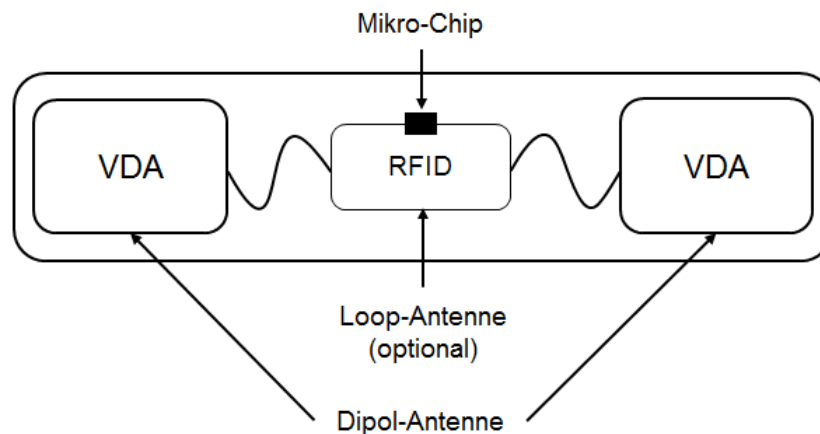 Mikro-Chip
VDA
RFID
VDA
Loop-Antenne
(optional)
Dipol-Antenne